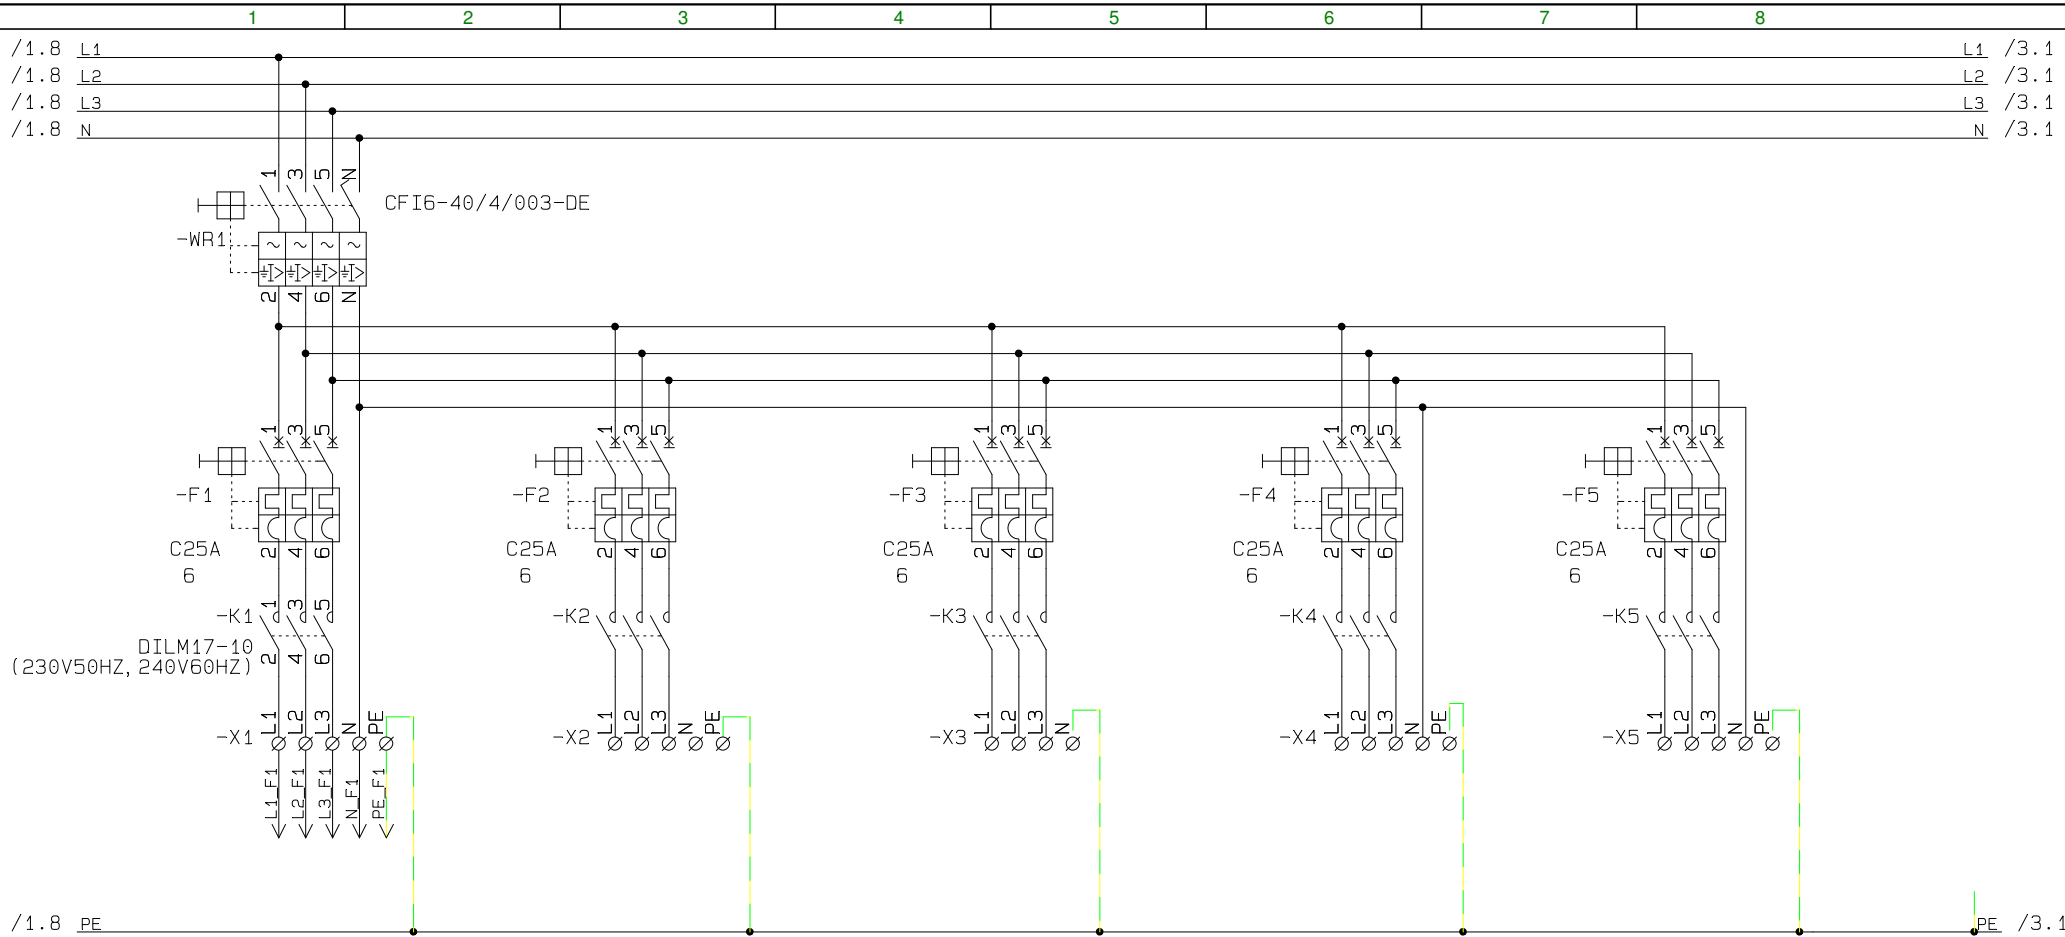 1 2 3 4 5 6 7 8
/1.8 L1 L1 /3.1
/1.8 L2 L2 /3.1
/1.8 L3 L3 /3.1
/1.8 N N /3.1
1 3 5 N
CFI6-40/4/003-DE
-WR1
2 4 6 N
1 3 5 1 3 5 1 3 5 1 3 5 1 3 5
-F1 -F2 -F3 -F4 -F5
2 4 6 2 4 6 2 4 6 2 4 6 2 4 6
C25A C25A C25A C25A C25A
6 6 6 6 6
1 3 5
-K1 -K2 -K3 -K4 -K5
DILM17-10
(230V50HZ, 240V60HZ)
2 4 6
L1 L2 L3 N PE L1 L2 L3 N PE L1 L2 L3 N L1 L2 L3 N PE L1 L2 L3 N PE
-X1 -X2 -X3 -X4 -X5
L1_F1 L2_F1 L3_F1 N_F1 PE_F1
/1.8 PE PE /3.1